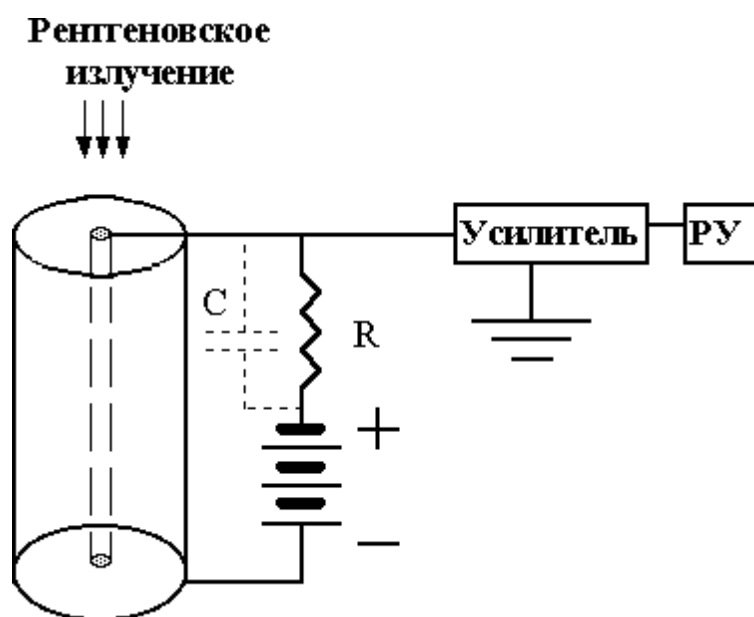 Рентгеновское
излучение
Усилитель
РУ
C
R
+
−